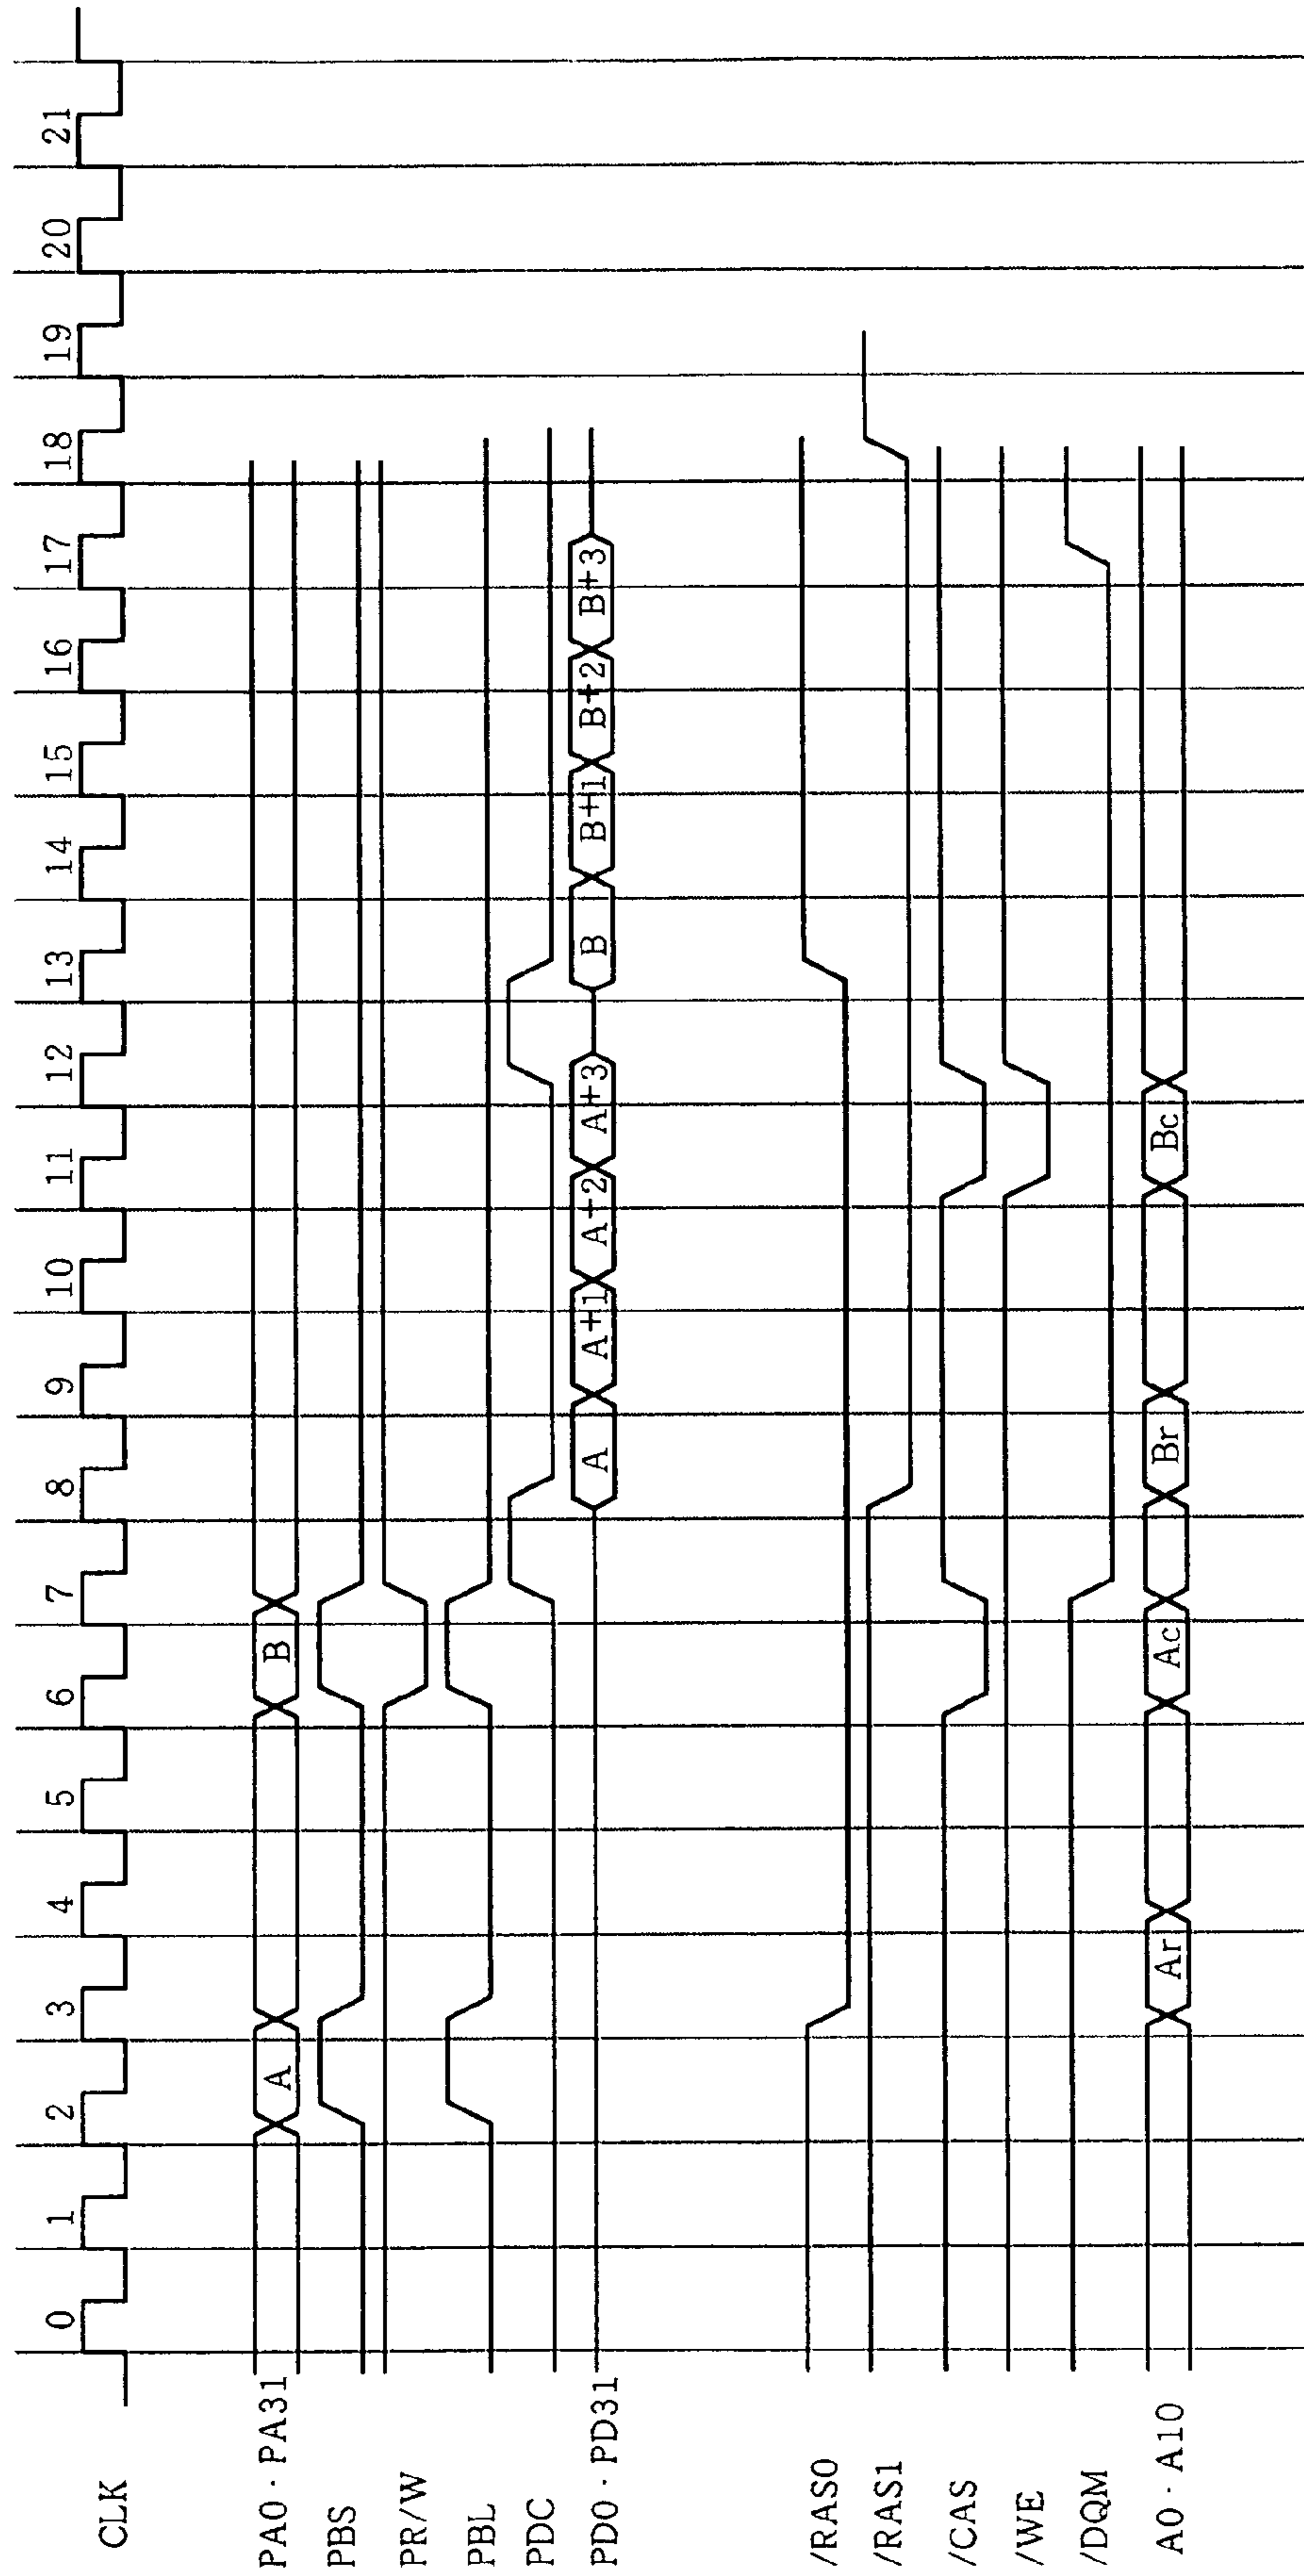 CLK 0 1 2 3 4 5 6 7 8 9 10 11 12 13 14 15 16 17 18 19 20 21
PA0 · PA31 A B
PBS
PR/W
PBL
PDC
PD0 · PD31 A A+1 A+2 A+3 B B+1 B+2 B+3
/RAS0
/RAS1
/CAS
/WE
/DQM
A0 · A10 Ar Ac Br Bc